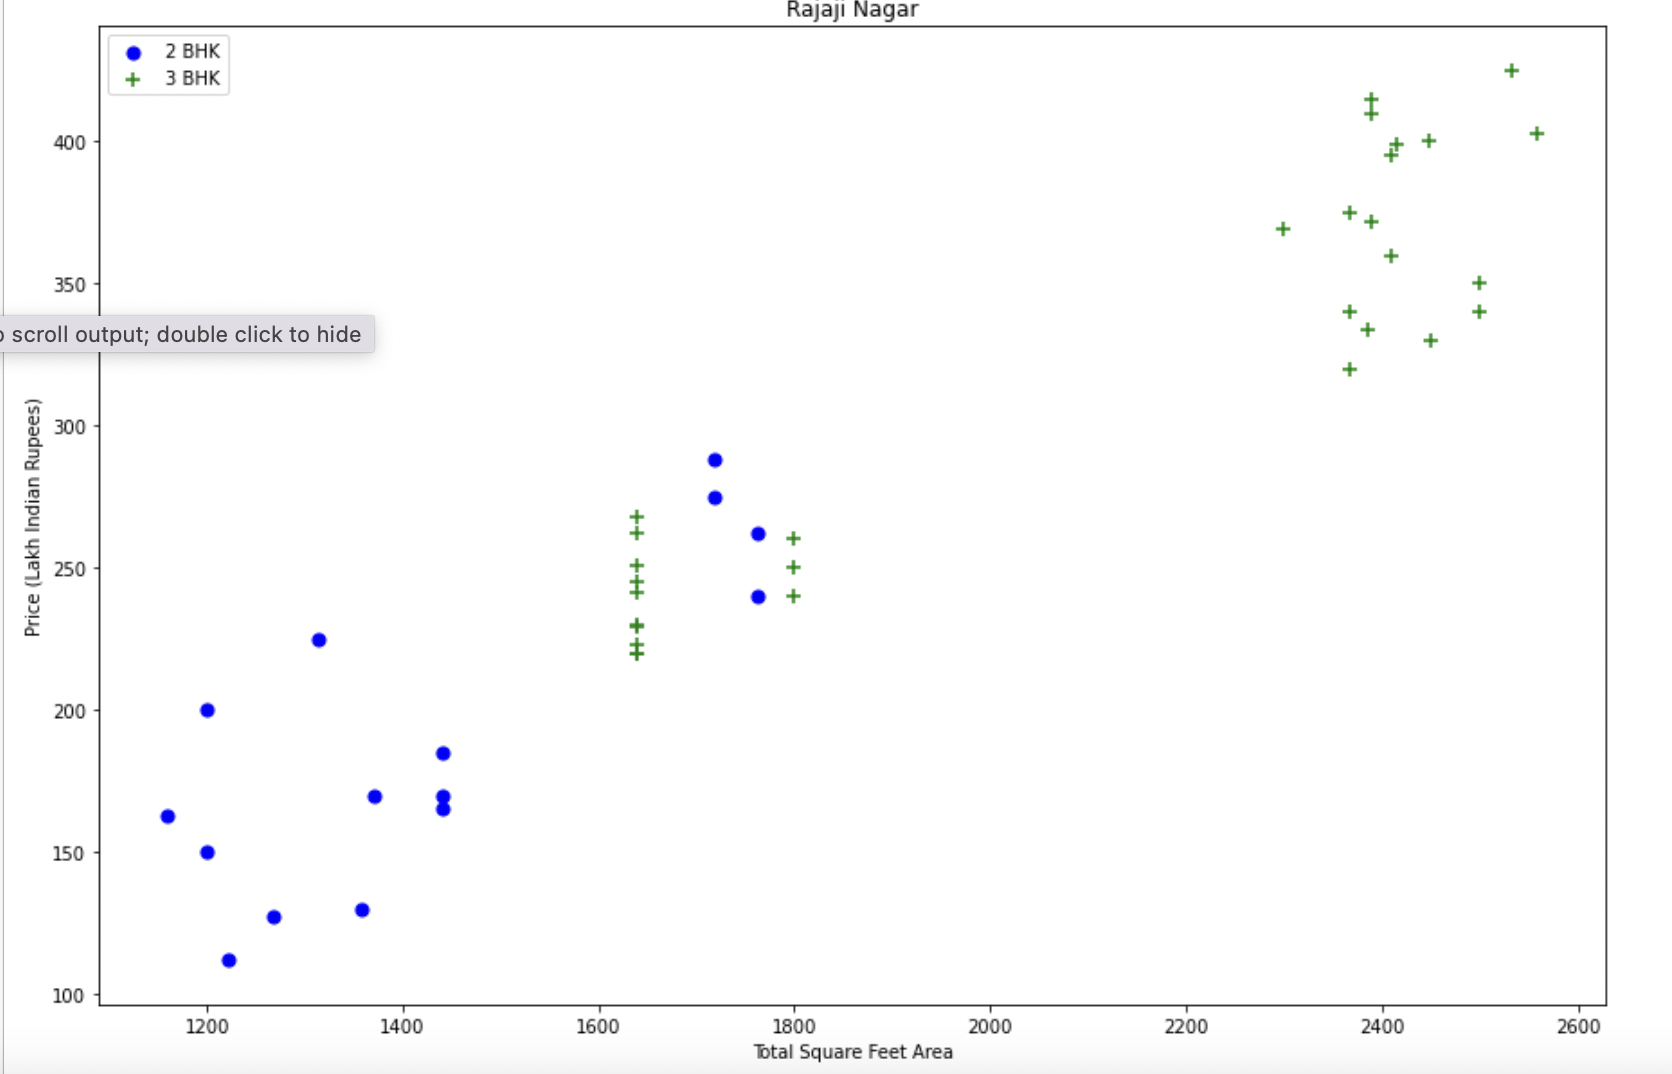 Rajaji Nagar
2 BHK
3 BHK
400
350
scroll output; double click to hide
300
250
200
150
100
Price (Lakh Indian Rupees)
1200 1400 1600 1800 2000 2200 2400 2600
Total Square Feet Area